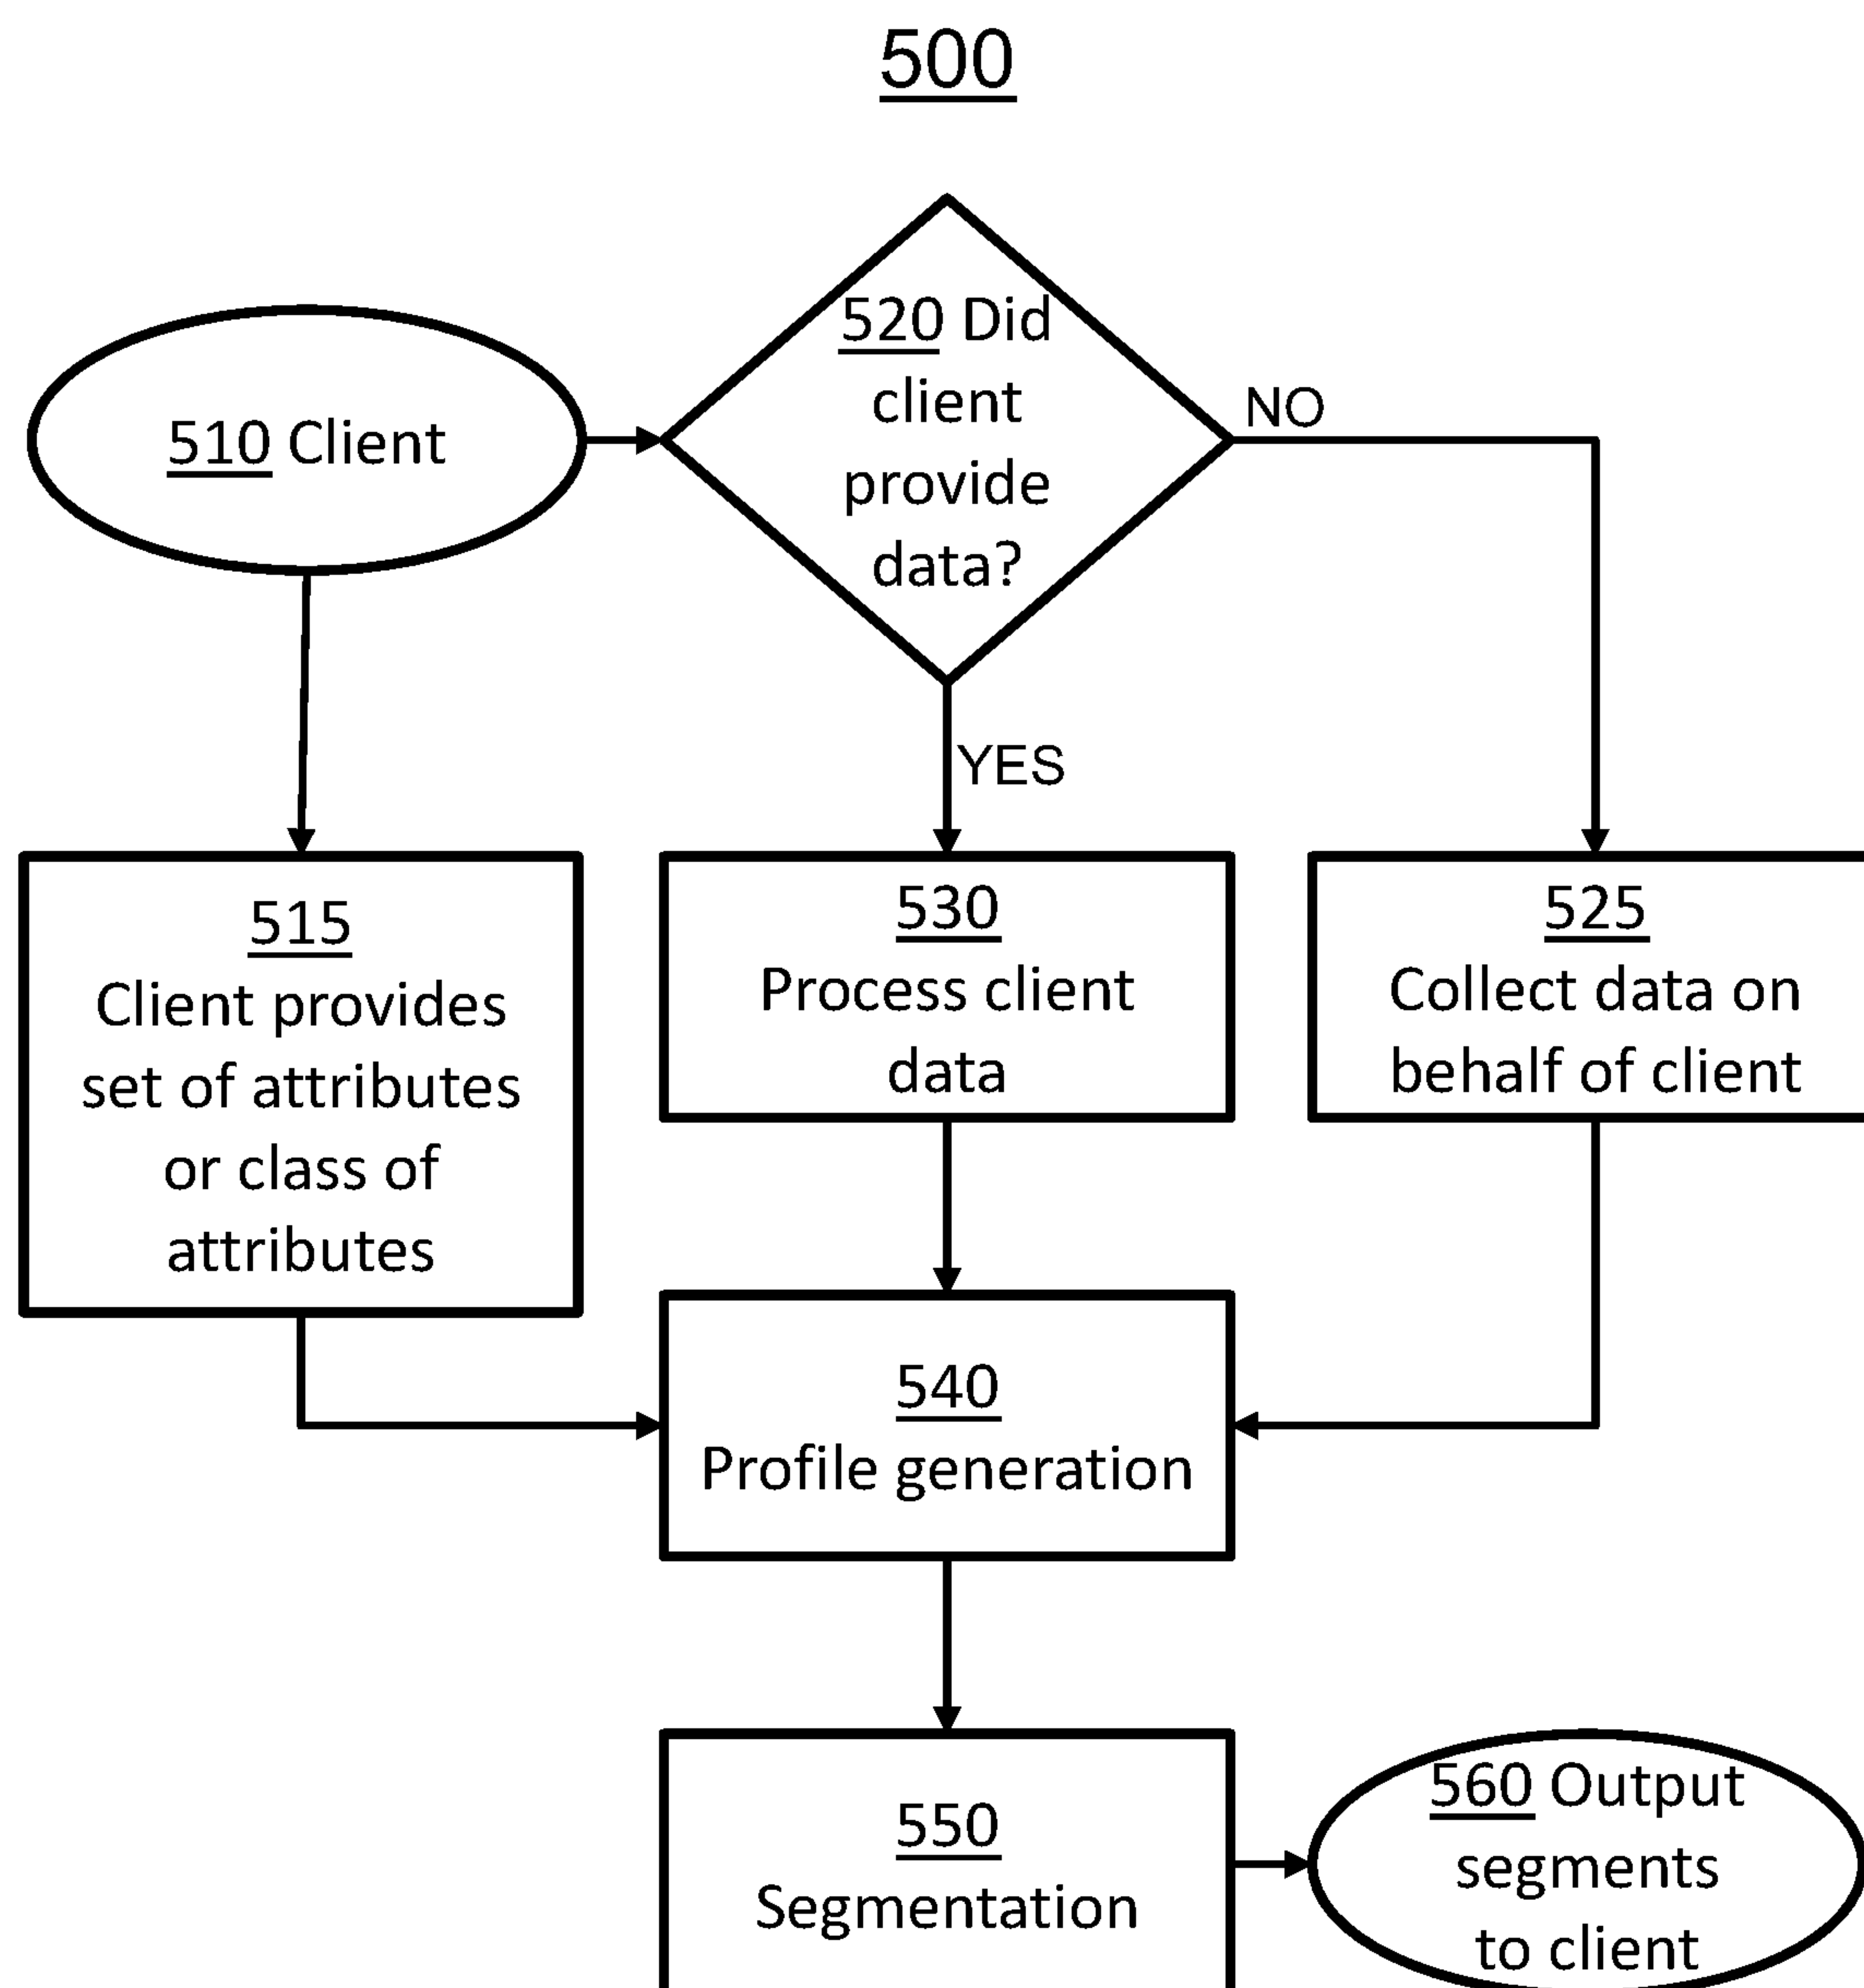 500
520 Did
client
provide
data?
510 Client
NO
YES
515
Client provides
set of attributes
or class of
attributes
530
Process client
data
525
Collect data on
behalf of client
540
Profile generation
550
Segmentation
560 Output
segments
to client